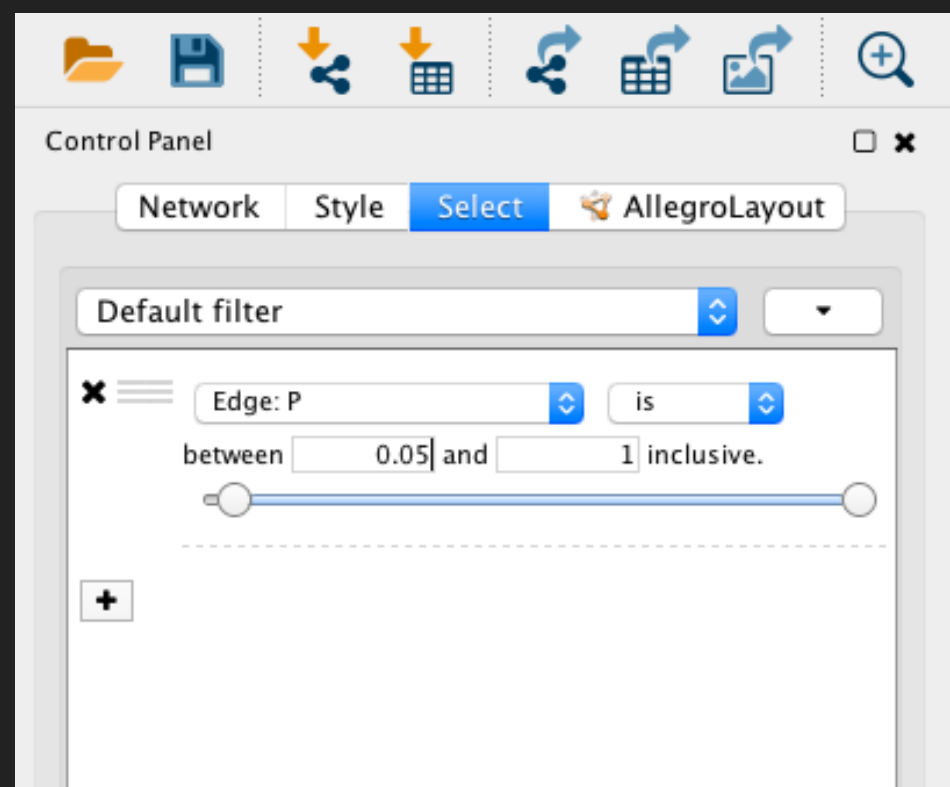 Control Panel
Network Style Select AllegroLayout
Default filter
Edge: P is
between 0.05 and 1 inclusive.